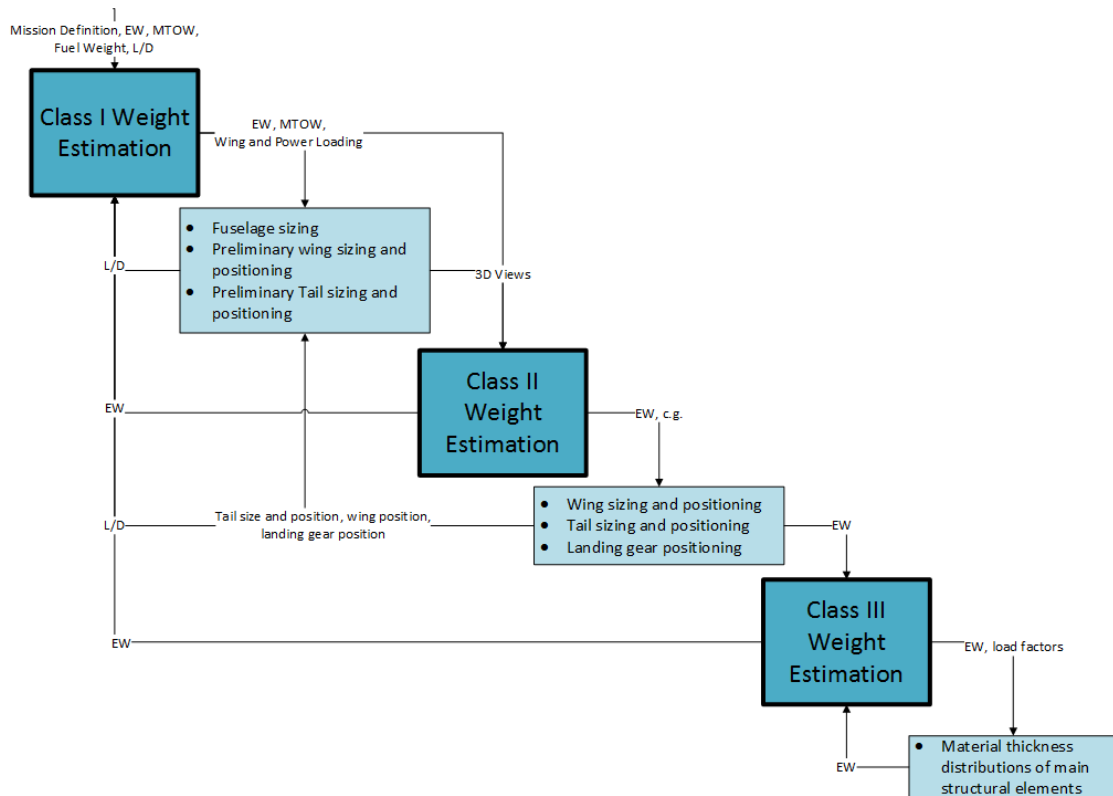 Mission Definition, EW, MTOW,
Fuel Weight, L/D
Class I Weight
Estimation
EW, MTOW,
Wing and Power Loading
• Fuselage sizing
• Preliminary wing sizing and
positioning
• Preliminary Tail sizing and
positioning
L/D
3D Views
Class II
Weight
Estimation
EW
EW, c.g.
• Wing sizing and positioning
• Tail sizing and positioning
• Landing gear positioning
L/D
Tail size and position, wing position,
landing gear position
EW
Class III
Weight
Estimation
EW
EW, load factors
• Material thickness
distributions of main
structural elements
EW